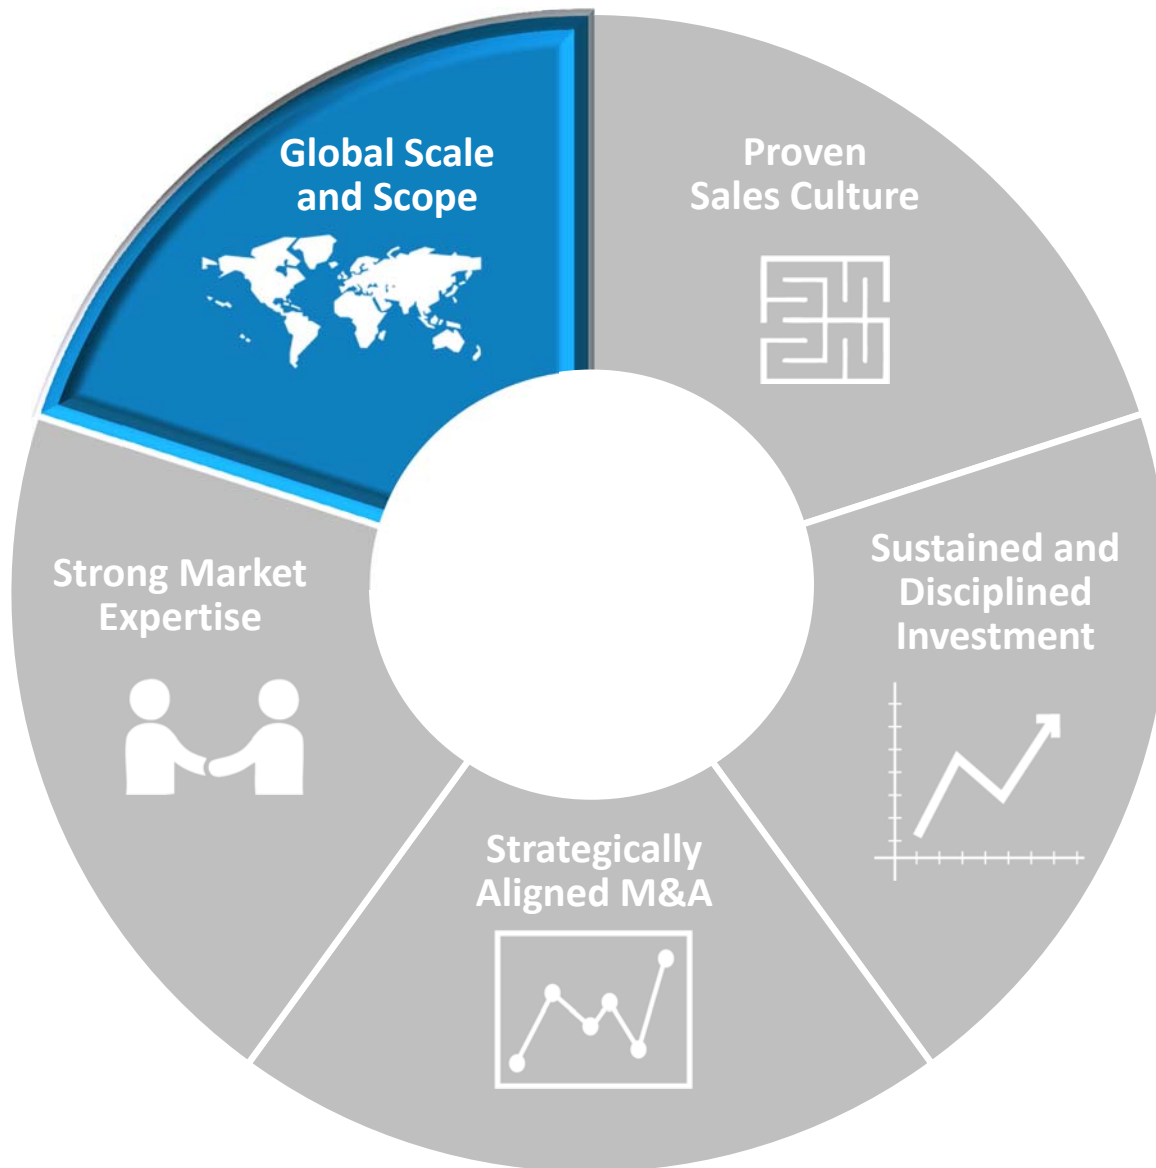 Global Scale
and Scope
Proven
Sales Culture
Sustained and
Disciplined
Investment
Strong Market
Expertise
Strategically
Aligned M&A